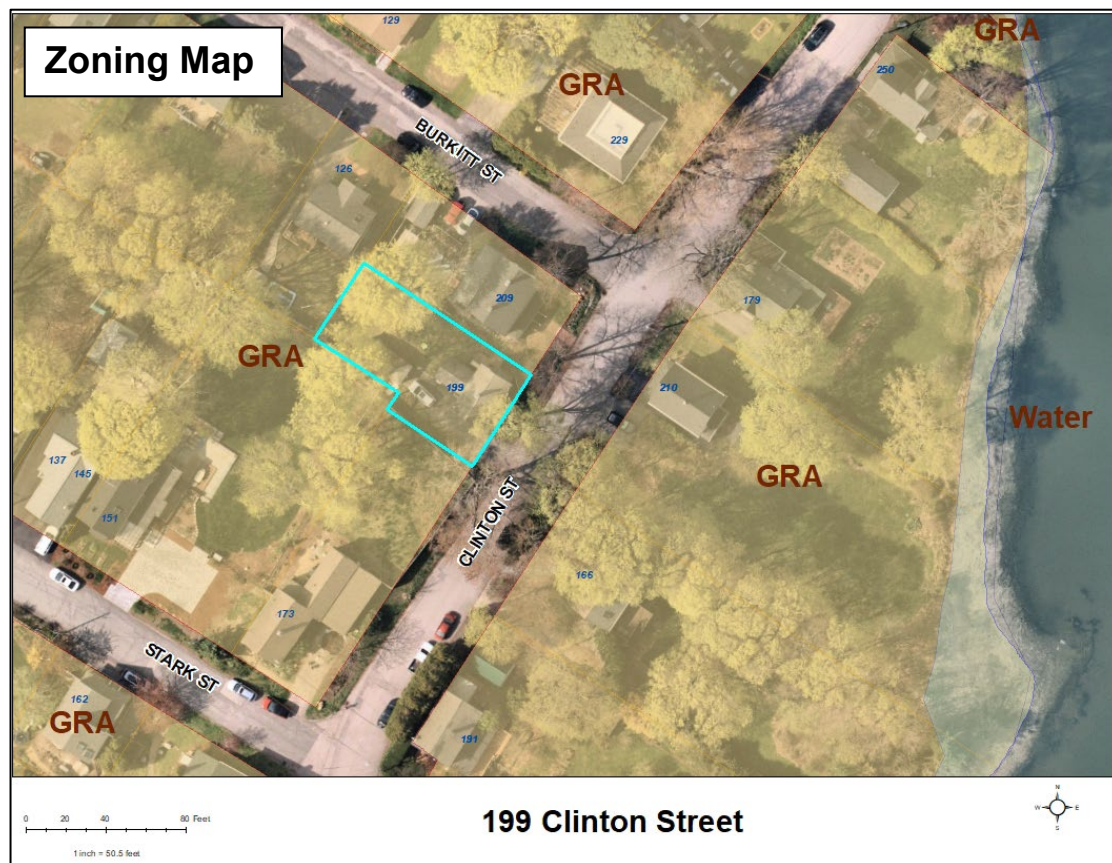 Zoning Map
129
GRA
GRA
250
229
BURKITT ST
126
209
179
GRA
199
210
Water
GRA
137
145
151
CLINTON ST
166
173
STARK ST
162
GRA
191
0 20 40 80 Feet
1 inch = 50.5 feet
199 Clinton Street
N
W E
S